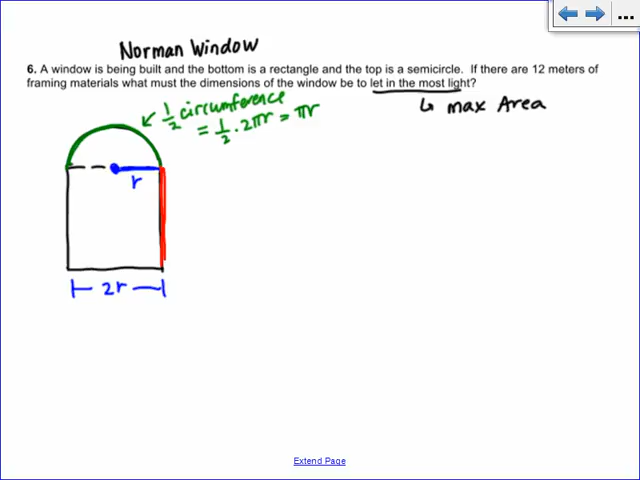 Norman Window
6. A window is being built and the bottom is a rectangle and the top is a semicircle. If there are 12 meters of
framing materials what must the dimensions of the window be to let in the most light?
↳ max Area
½ circumference
= ½ · 2πr = πr
r
2r
Extend Page